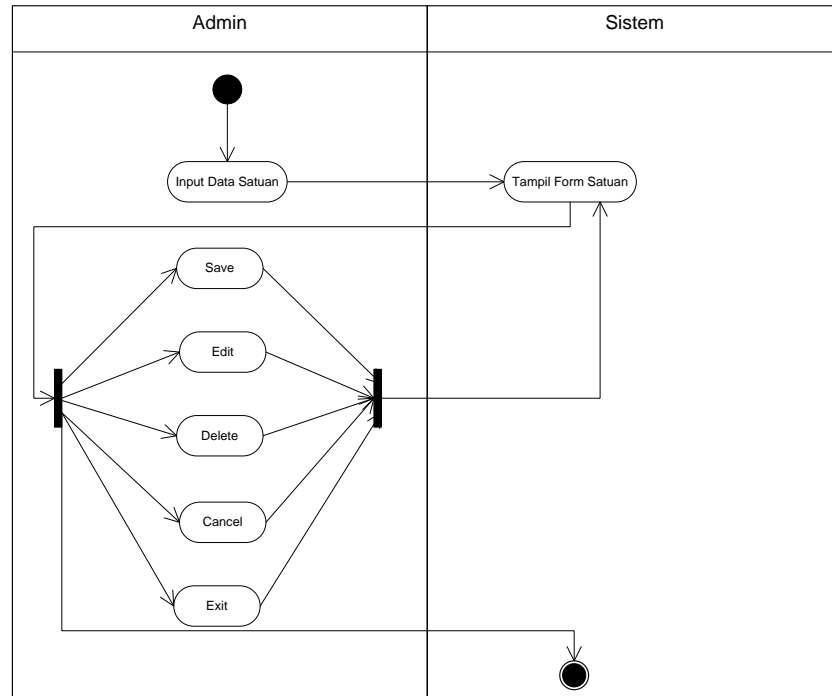 Admin
Sistem
Input Data Satuan
Tampil Form Satuan
Save
Edit
Delete
Cancel
Exit